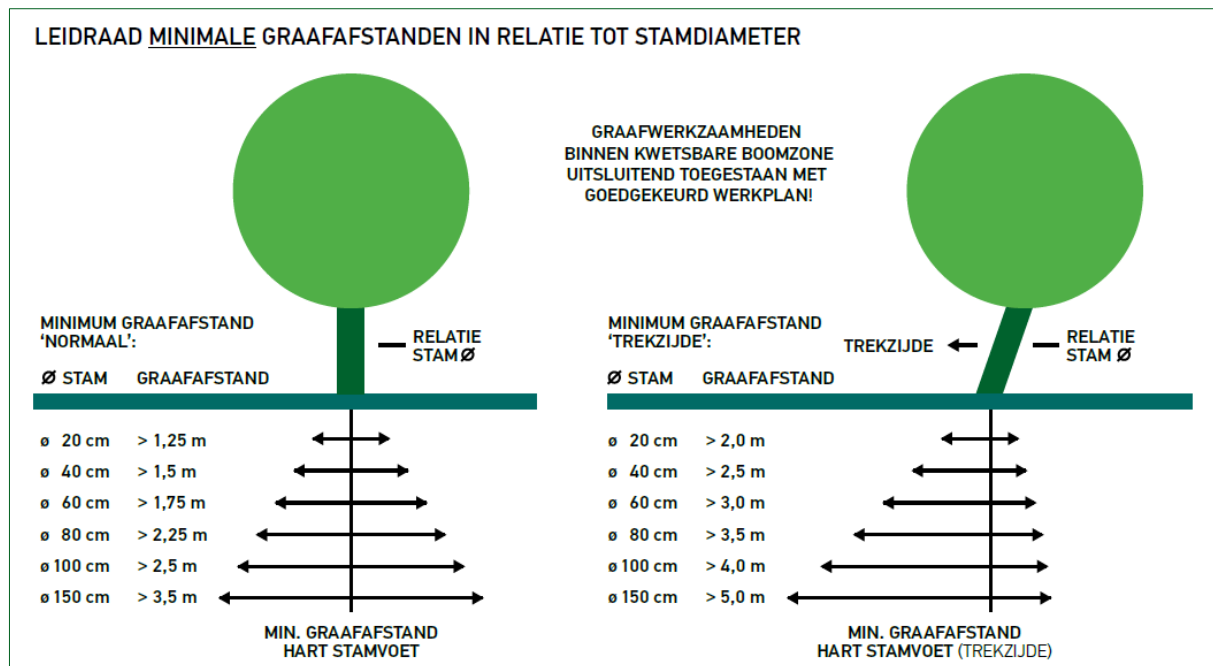 LEIDRAAD MINIMALE GRAAFAFSTANDEN IN RELATIE TOT STAMDIAMETER
GRAAFWERKZAAMHEDEN
BINNEN KWETSBARE BOOMZONE
UITSLUITEND TOEGESTAAN MET
GOEDGEKEURD WERKPLAN!
MINIMUM GRAAFAFSTAND
‘NORMAAL’:
RELATIE
STAM Ø
Ø STAM GRAAFAFSTAND
ø 20 cm > 1,25 m
ø 40 cm > 1,5 m
ø 60 cm > 1,75 m
ø 80 cm > 2,25 m
ø 100 cm > 2,5 m
ø 150 cm > 3,5 m
MIN. GRAAFAFSTAND
HART STAMVOET
MINIMUM GRAAFAFSTAND
‘TREKZIJDE’:
TREKZIJDE
RELATIE
STAM Ø
Ø STAM GRAAFAFSTAND
ø 20 cm > 2,0 m
ø 40 cm > 2,5 m
ø 60 cm > 3,0 m
ø 80 cm > 3,5 m
ø 100 cm > 4,0 m
ø 150 cm > 5,0 m
MIN. GRAAFAFSTAND
HART STAMVOET (TREKZIJDE)